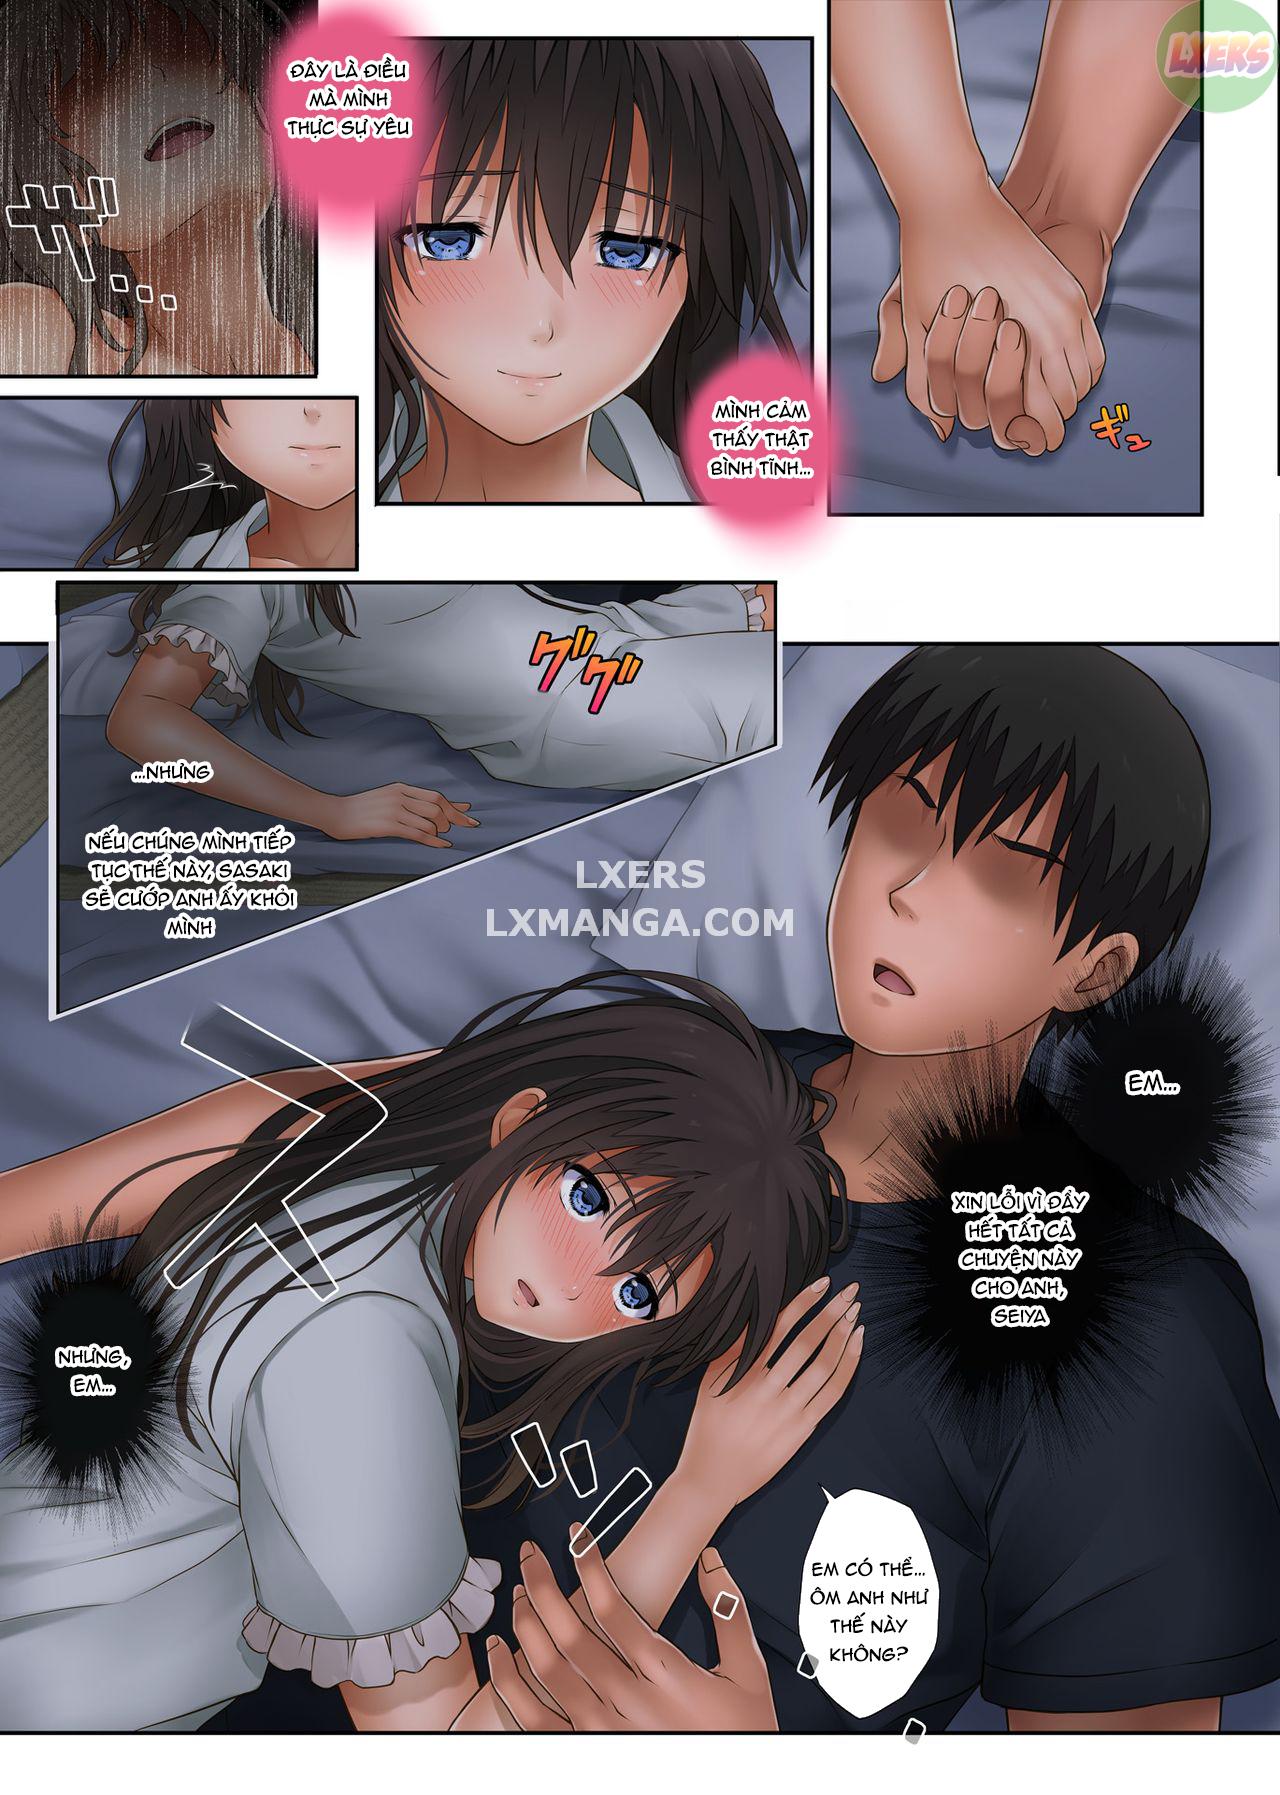 LXERS
ĐÂY LÀ ĐIỀU
MÀ MÌNH
THỰC SỰ YÊU
ザザ...
MÌNH CẢM
THẤY THẬT
BÌNH TĨNH...
ギュ
ググッ
...NHƯNG
NẾU CHÚNG MÌNH TIẾP
TỤC THẾ NÀY, SASAKI
SẼ CƯỚP ANH ẤY KHỎI
MÌNH
LXERS
LXMANGA.COM
EM...
XIN LỖI VÌ ĐẨY
HẾT TẤT CẢ
CHUYỆN NÀY
CHO ANH,
SEIYA
NHƯNG,
EM...
EM CÓ THỂ...
ÔM ANH NHƯ
THẾ NÀY
KHÔNG?